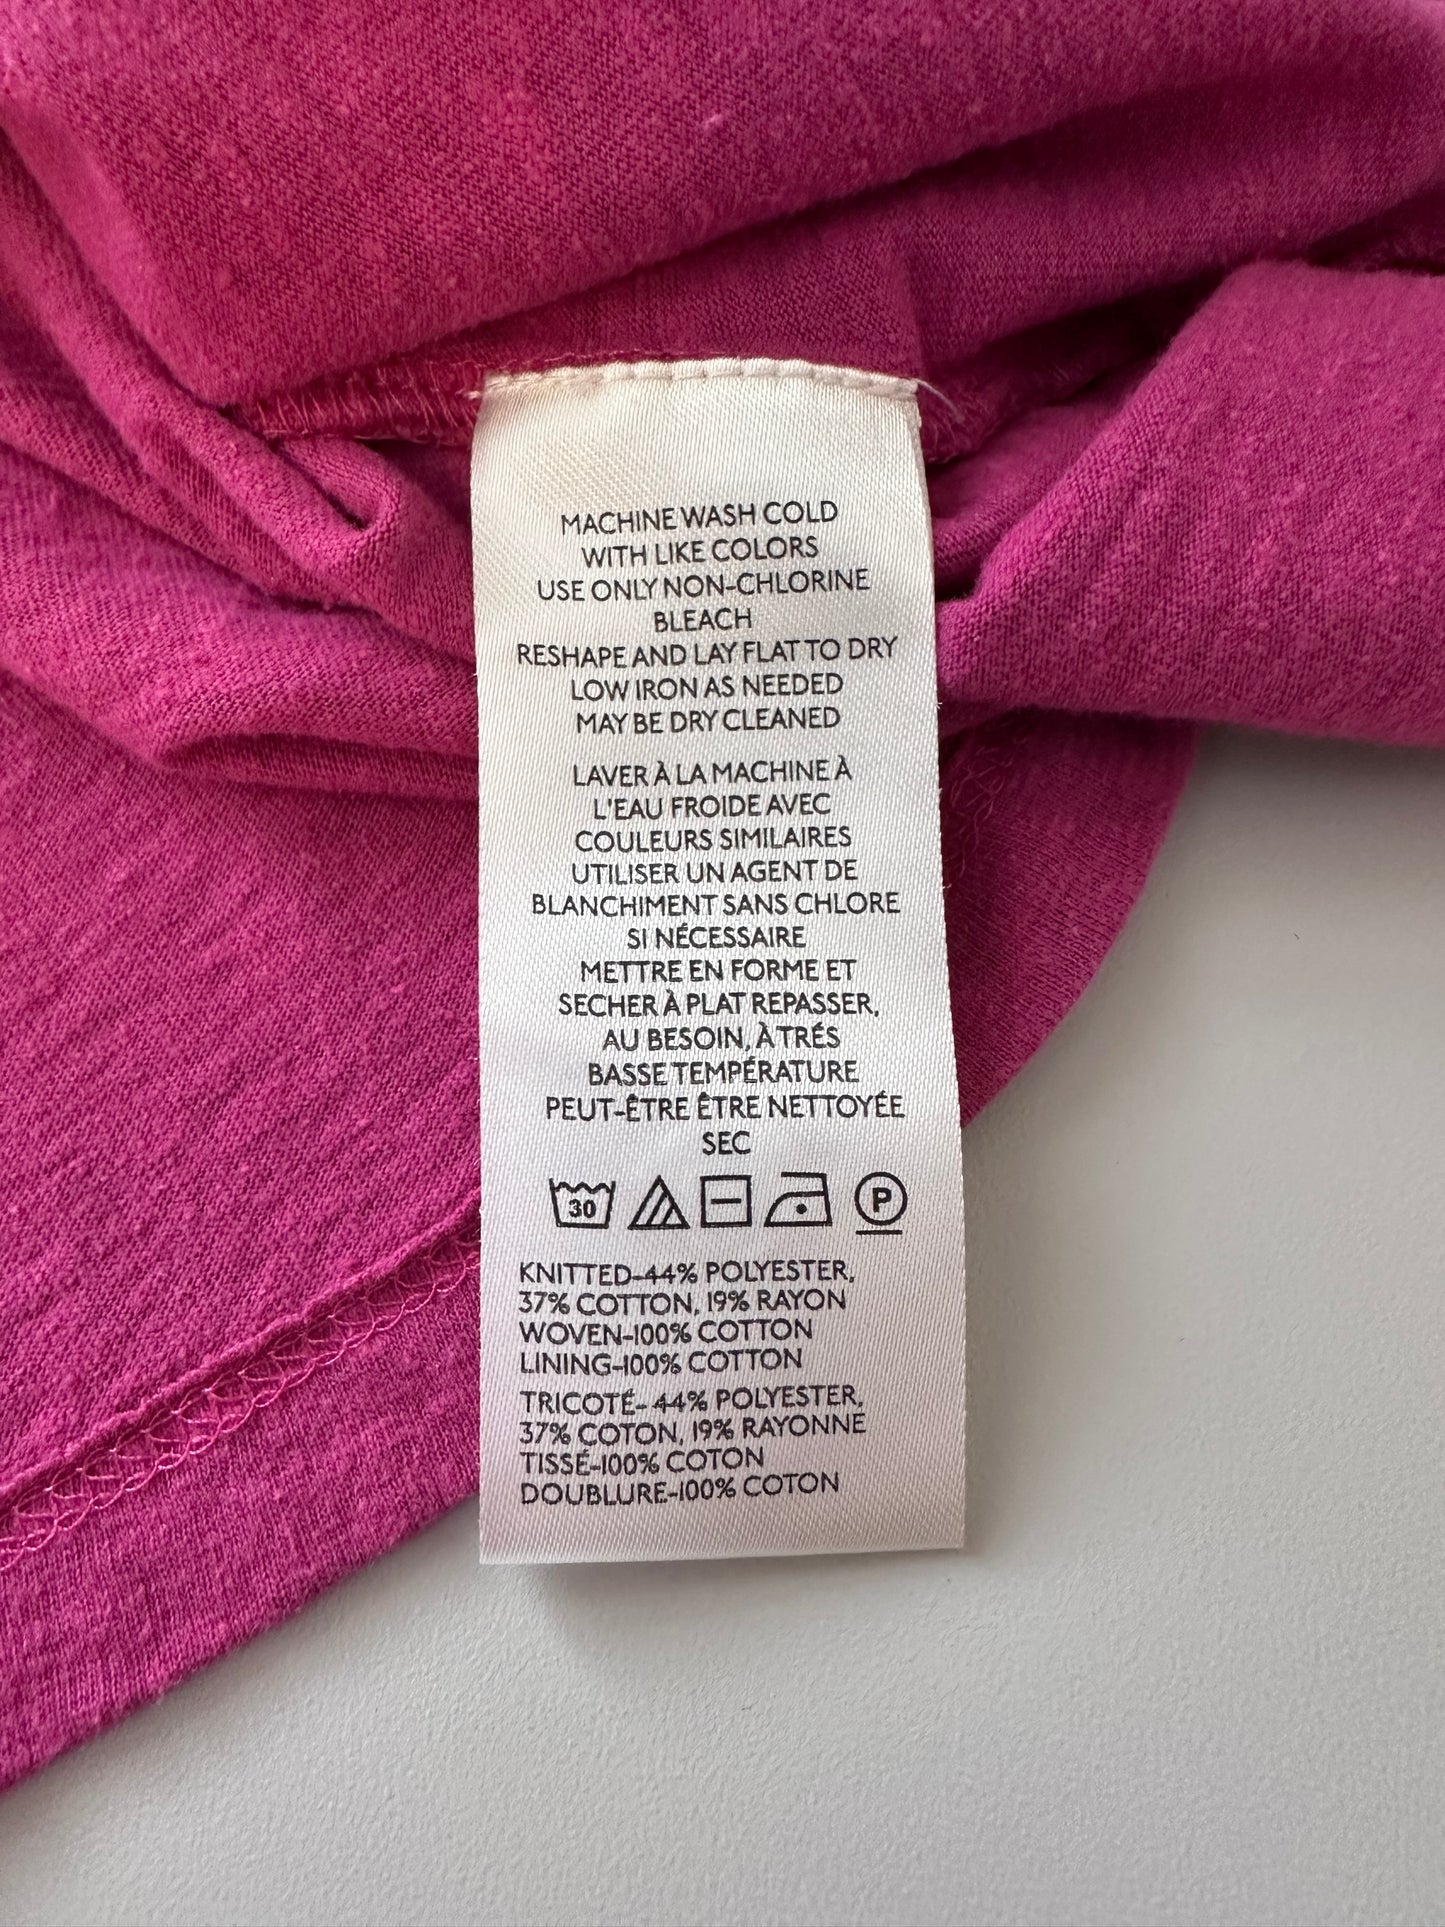 MACHINE WASH COLD
WITH LIKE COLORS
USE ONLY NON-CHLORINE
BLEACH
RESHAPE AND LAY FLAT TO DRY
LOW IRON AS NEEDED
MAY BE DRY CLEANED
LAVER À LA MACHINE À
L'EAU FROIDE AVEC
COULEURS SIMILAIRES
UTILISER UN AGENT DE
BLANCHIMENT SANS CHLORE
SI NÉCESSAIRE
METTRE EN FORME ET
SECHER À PLAT REPASSER,
AU BESOIN, À TRÉS
BASSE TEMPÉRATURE
PEUT-ÊTRE ÊTRE NETTOYÉE
SEC
30 P
KNITTED-44% POLYESTER,
37% COTTON, 19% RAYON
WOVEN-100% COTTON
LINING-100% COTTON
TRICOTÉ- 44% POLYESTER,
37% COTON, 19% RAYONNE
TISSÉ-100% COTON
DOUBLURE-100% COTON